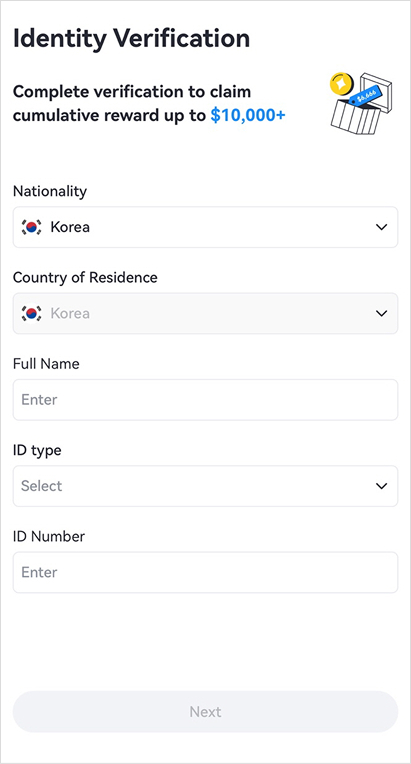 Identity Verification
Complete verification to claim
cumulative reward up to $10,000+
$6,666
Nationality
Korea
Country of Residence
Korea
Full Name
Enter
ID type
Select
ID Number
Enter
Next